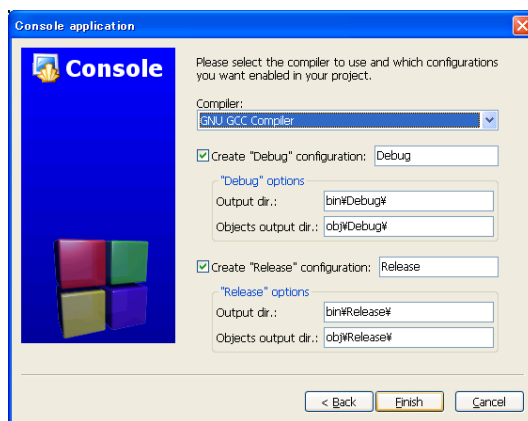 Console application
Console
Please select the compiler to use and which configurations
you want enabled in your project.
Compiler:
GNU GCC Compiler
Create "Debug" configuration: Debug
"Debug" options
Output dir.: bin¥Debug¥
Objects output dir.: obj¥Debug¥
Create "Release" configuration: Release
"Release" options
Output dir.: bin¥Release¥
Objects output dir.: obj¥Release¥
< Back Finish Cancel